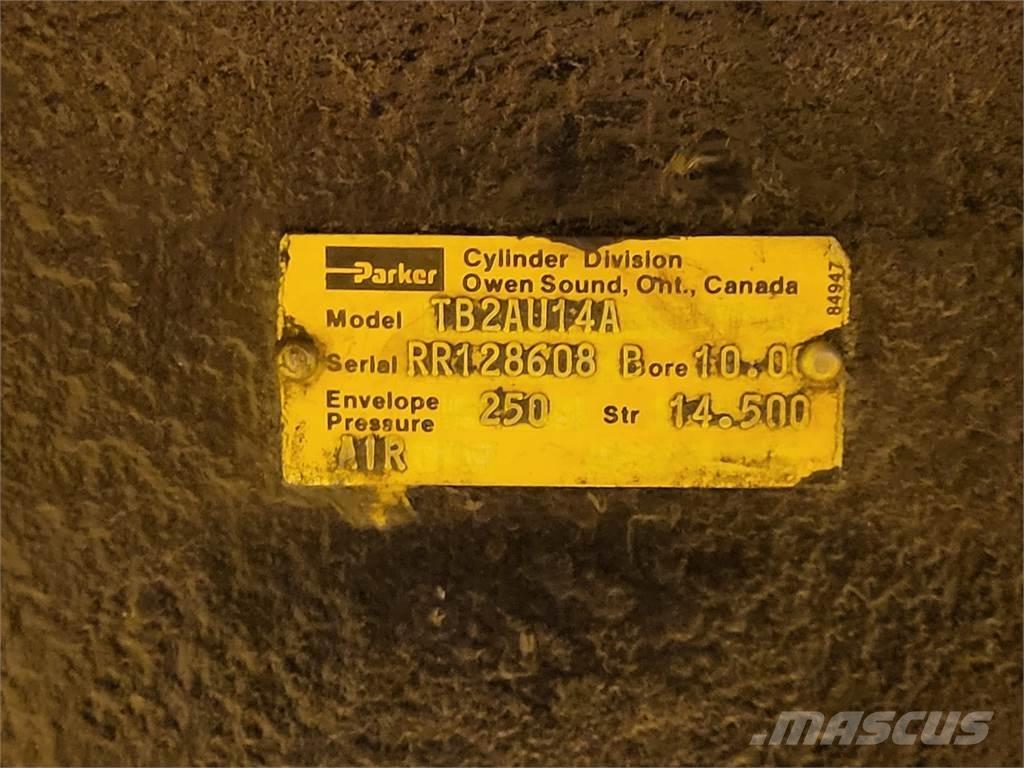 Parker
Cylinder Division
Owen Sound, Ont., Canada
84947
Model TB2AU14A
Serial RR128608 Bore 10.00
Envelope Pressure 250 Str 14.500
AIR
MASCUS